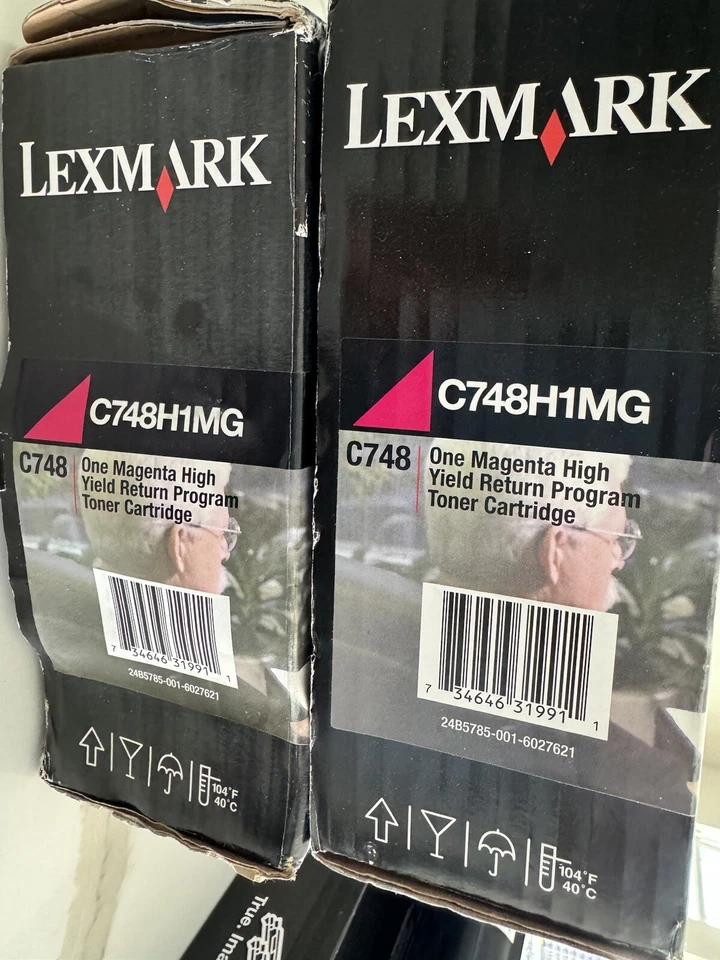 LEXMARK
C748H1MG
C748
One Magenta High
Yield Return Program
Toner Cartridge
7 34646 31991 1
24B5785-001-6027621
104°F
40°C
LEXMARK
C748H1MG
C748
One Magenta High
Yield Return Program
Toner Cartridge
7 34646 31991 1
24B5785-001-6027621
104°F
40°C
True. Ima